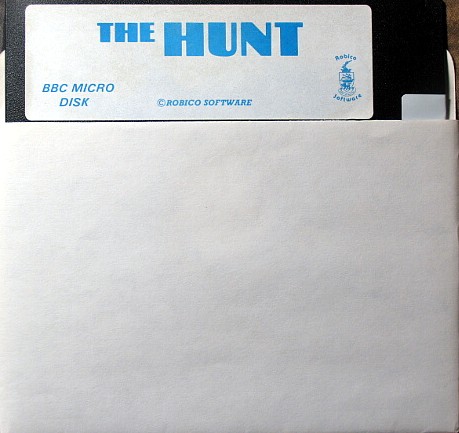 THE HUNT
BBC MICRO
DISK
© ROBICO SOFTWARE
Robico
Software